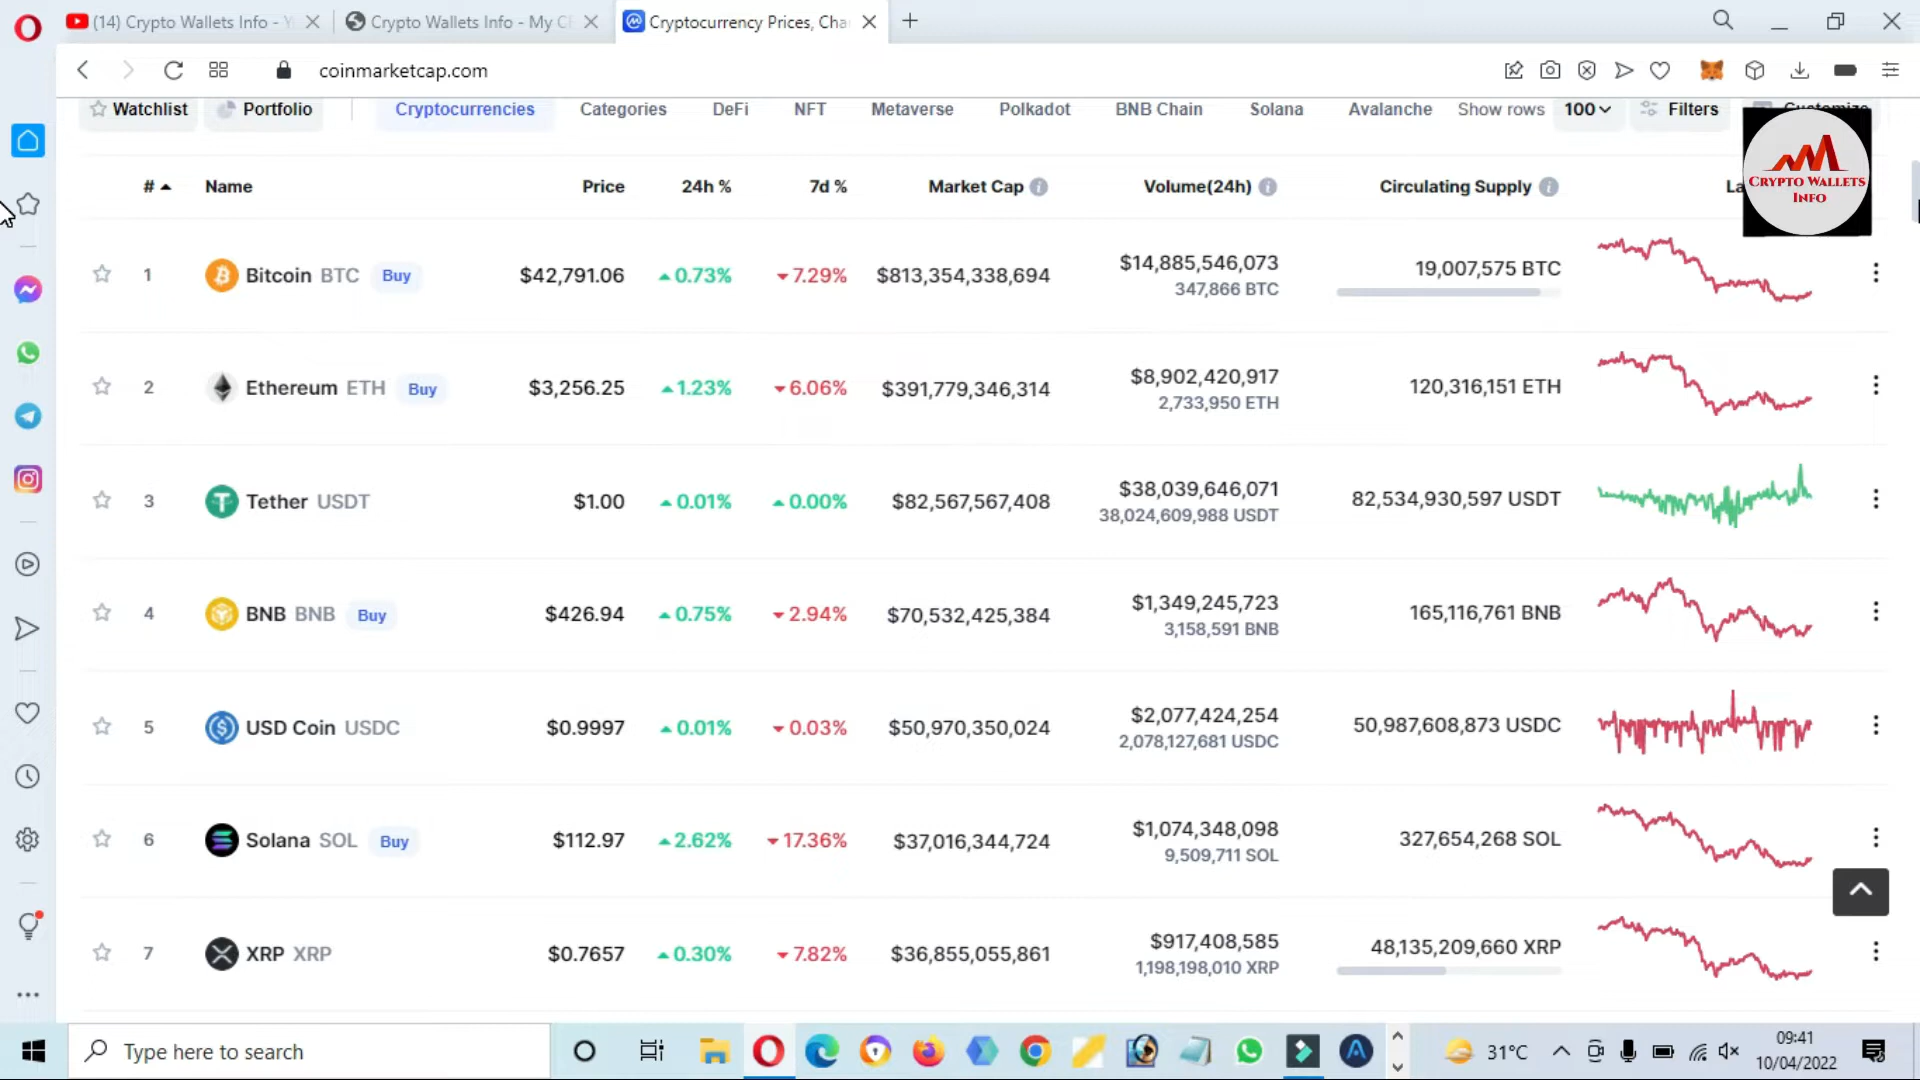 (14) Crypto Wallets Info - Y
Crypto Wallets Info - My C
Cryptocurrency Prices, Cha
coinmarketcap.com
Watchlist Portfolio Cryptocurrencies Categories DeFi NFT Metaverse Polkadot BNB Chain Solana Avalanche Show rows 100 Filters Customize
CRYPTO WALLETS
INFO
# Name Price 24h % 7d % Market Cap Volume(24h) Circulating Supply La
1 Bitcoin BTC Buy $42,791.06 0.73% 7.29% $813,354,338,694 $14,885,546,073 19,007,575 BTC
347,866 BTC
2 Ethereum ETH Buy $3,256.25 1.23% 6.06% $391,779,346,314 $8,902,420,917 120,316,151 ETH
2,733,950 ETH
3 Tether USDT $1.00 0.01% 0.00% $82,567,567,408 $38,039,646,071 82,534,930,597 USDT
38,024,609,988 USDT
4 BNB BNB Buy $426.94 0.75% 2.94% $70,532,425,384 $1,349,245,723 165,116,761 BNB
3,158,591 BNB
5 USD Coin USDC $0.9997 0.01% 0.03% $50,970,350,024 $2,077,424,254 50,987,608,873 USDC
2,078,127,681 USDC
6 Solana SOL Buy $112.97 2.62% 17.36% $37,016,344,724 $1,074,348,098 327,654,268 SOL
9,509,711 SOL
7 XRP XRP $0.7657 0.30% 7.82% $36,855,055,861 $917,408,585 48,135,209,660 XRP
1,198,198,010 XRP
Type here to search
31°C
09:41
10/04/2022